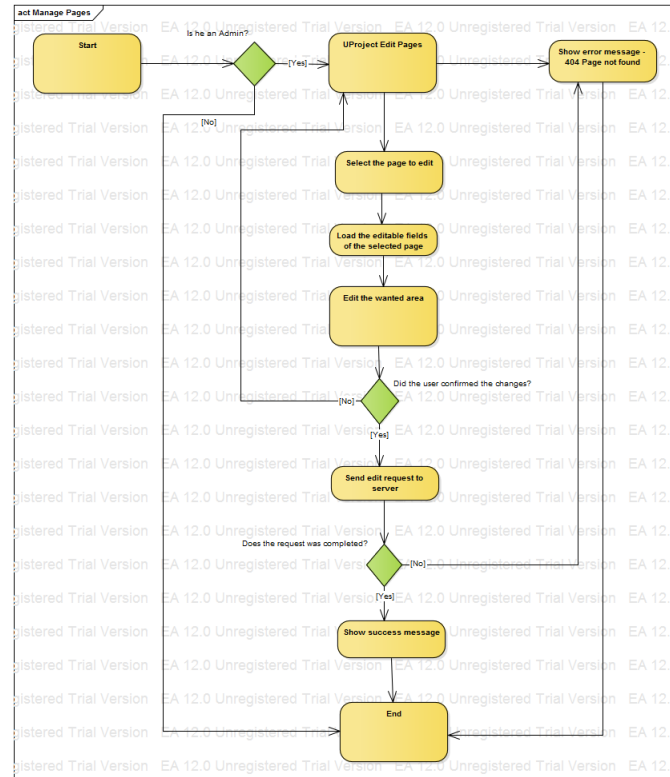 act Manage Pages
Is he an Admin?
Start
UProject Edit Pages
Show error message -
404 Page not found
[Yes]
[No]
Select the page to edit
Load the editable fields
of the selected page
Edit the wanted area
Did the user confirmed the changes?
[No]
[Yes]
Send edit request to
server
Does the request was completed?
[No]
[Yes]
Show success message
End
EA 12.0 Unregistered Trial Version